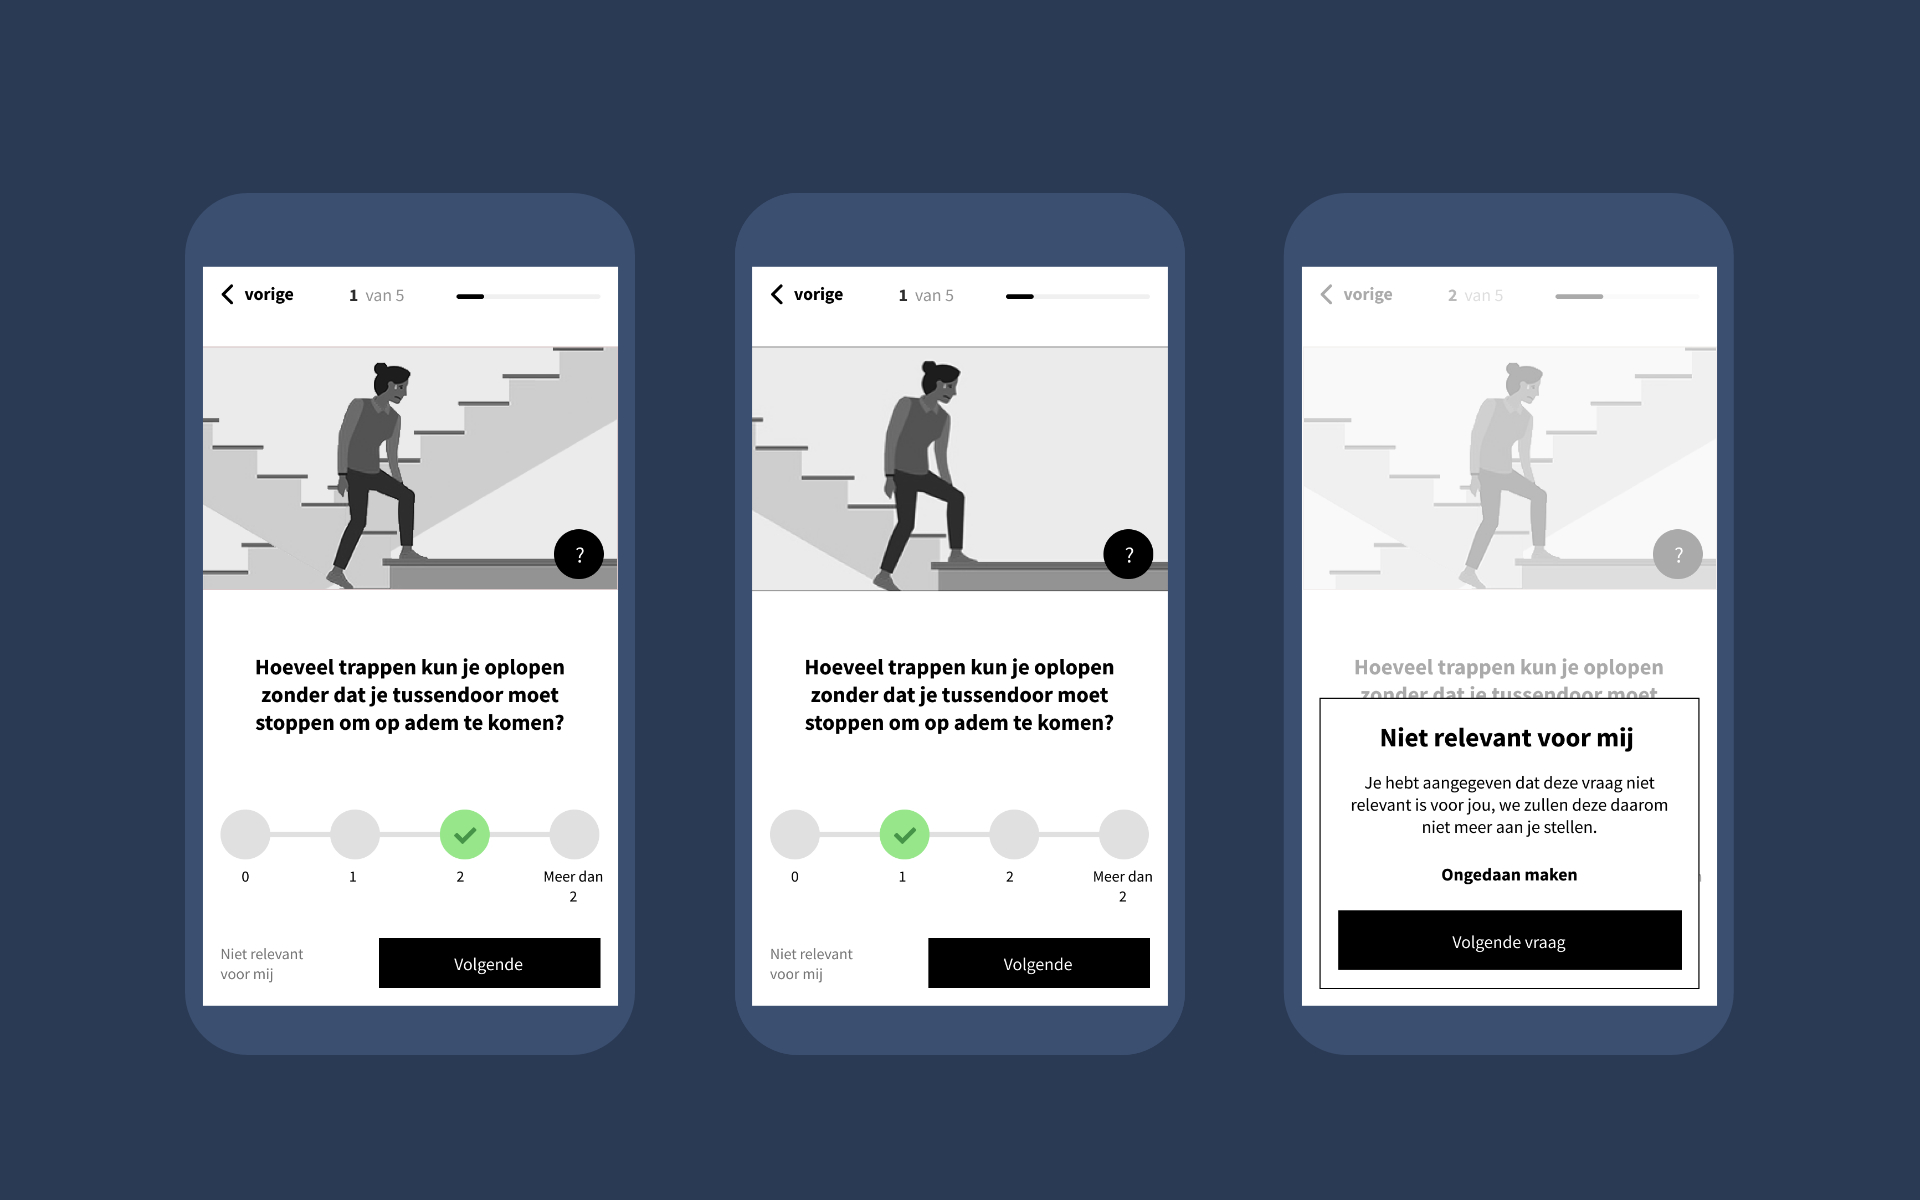 vorige 1 van 5
?
Hoeveel trappen kun je oplopen
zonder dat je tussendoor moet
stoppen om op adem te komen?
0 1 2 Meer dan
2
Niet relevant
voor mij
Volgende
vorige 1 van 5
?
Hoeveel trappen kun je oplopen
zonder dat je tussendoor moet
stoppen om op adem te komen?
0 1 2 Meer dan
2
Niet relevant
voor mij
Volgende
vorige 2 van 5
?
Hoeveel trappen kun je oplopen
zonder dat je tussendoor moet
Niet relevant voor mij
Je hebt aangegeven dat deze vraag niet
relevant is voor jou, we zullen deze daarom
niet meer aan je stellen.
Ongedaan maken
Volgende vraag